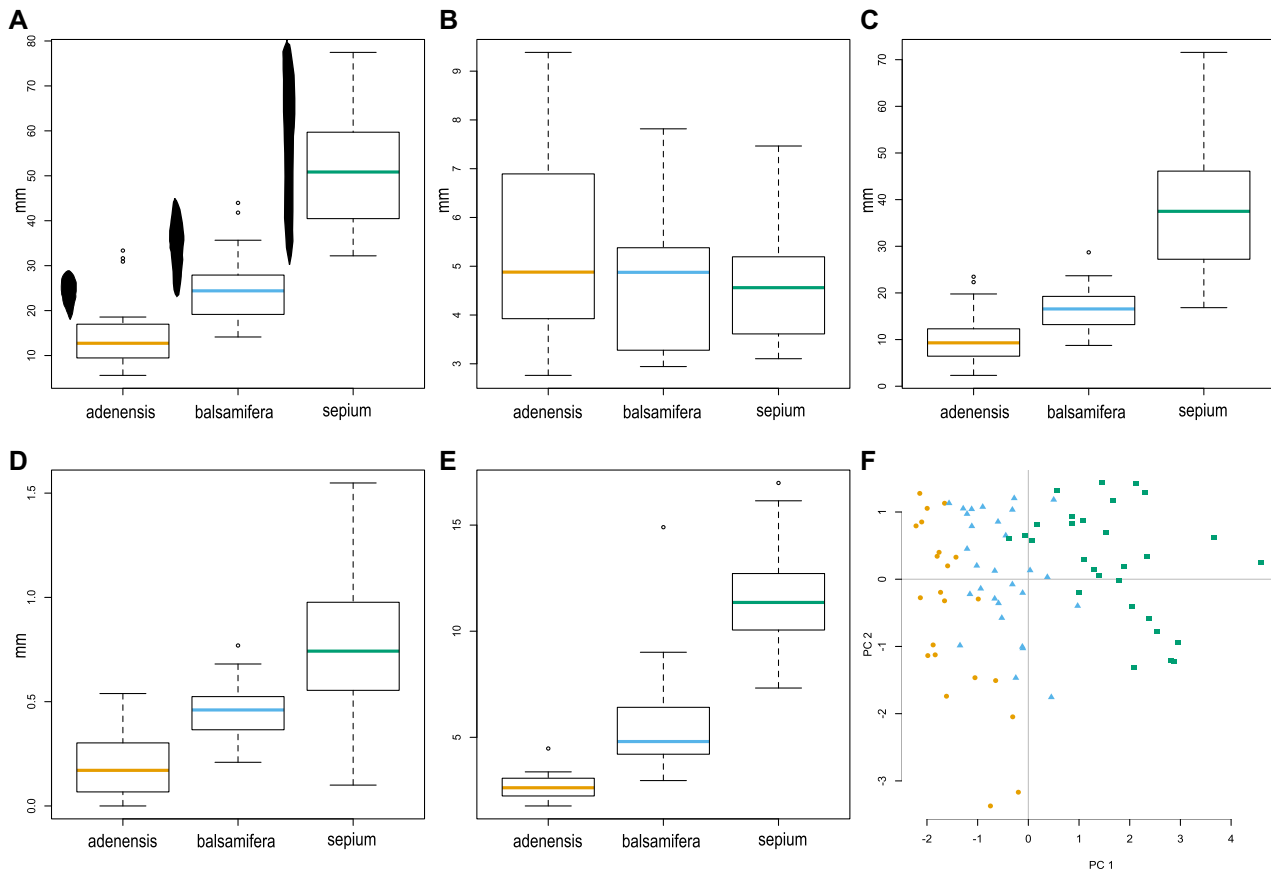 A
B
C
mm
80
70
60
50
40
30
20
10
adenensis balsamifera sepium
mm
9
8
7
6
5
4
3
adenensis balsamifera sepium
mm
70
60
50
40
30
20
10
0
adenensis balsamifera sepium
D
E
F
mm
1.5
1.0
0.5
0.0
adenensis balsamifera sepium
15
10
5
adenensis balsamifera sepium
PC 2
1
0
-1
-2
-3
-2 -1 0 1 2 3 4
PC 1